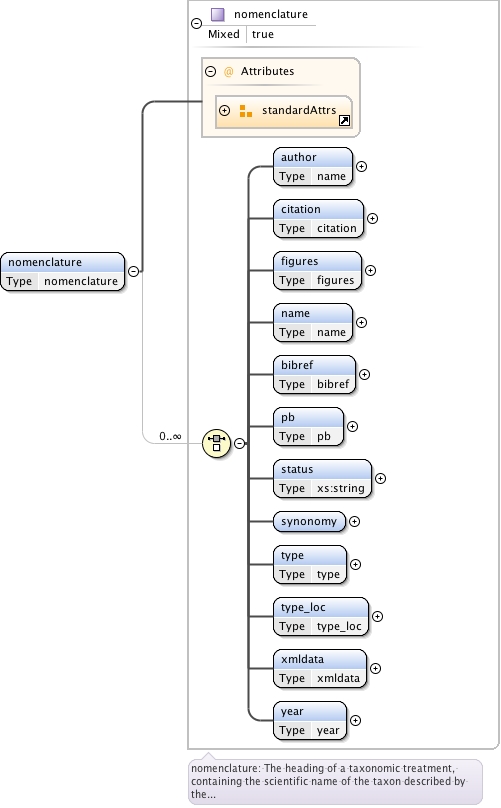 nomenclature
Mixed true
@ Attributes
standardAttrs
author
Type name
citation
Type citation
nomenclature
Type nomenclature
figures
Type figures
name
Type name
bibref
Type bibref
0..∞
pb
Type pb
status
Type xs:string
synonomy
type
Type type
type_loc
Type type_loc
xmldata
Type xmldata
year
Type year
nomenclature: The heading of a taxonomic treatment,
containing the scientific name of the taxon described by
the...